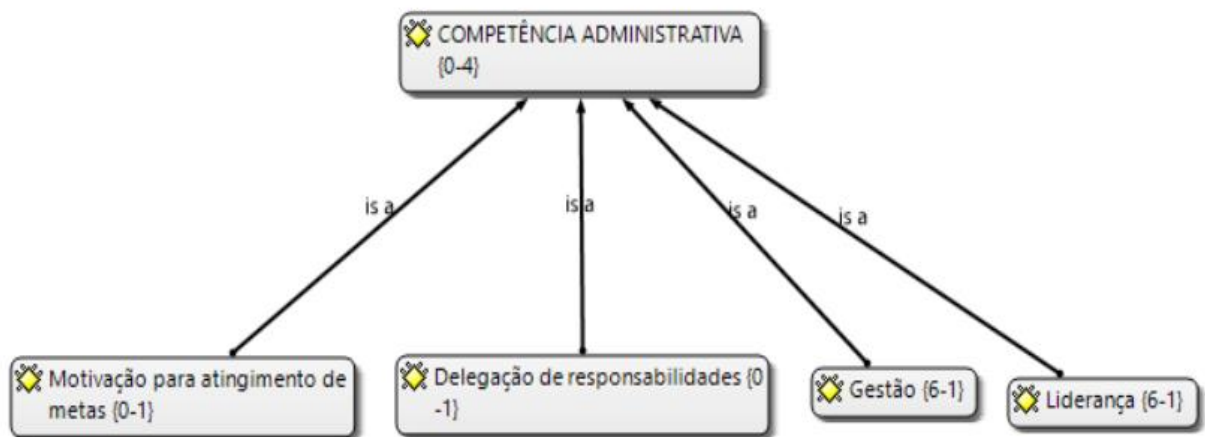 COMPETÊNCIA ADMINISTRATIVA
{0-4}
is a
is a
is a
is a
Motivação para atingimento de
metas {0-1}
Delegação de responsabilidades {0
-1}
Gestão {6-1}
Liderança {6-1}